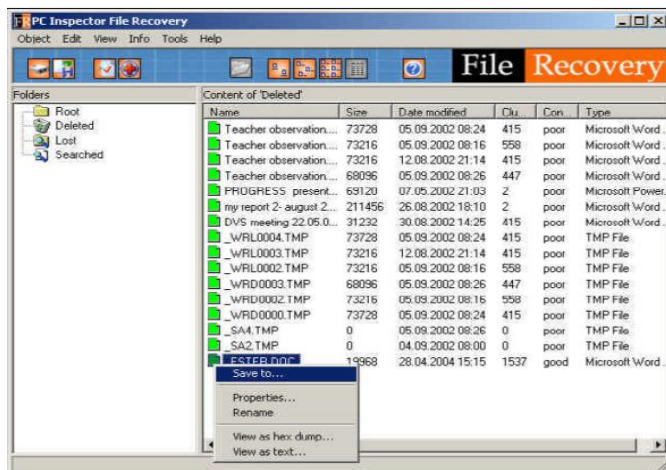 PC Inspector File Recovery
Object Edit View Info Tools Help
File Recovery
Folders
Root
Deleted
Lost
Searched
Content of 'Deleted'
Name Size Date modified Clu... Con... Type
Teacher observation.... 73728 05.09.2002 08:24 415 poor Microsoft Word .
Teacher observation.... 73216 05.09.2002 08:16 558 poor Microsoft Word .
Teacher observation.... 73216 12.08.2002 21:14 415 poor Microsoft Word .
Teacher observation.... 68096 05.09.2002 08:26 447 poor Microsoft Word .
PROGRESS present... 69120 07.05.2002 21:03 2 poor Microsoft Power.
my report 2- august 2... 211456 26.08.2002 18:10 2 poor Microsoft Word .
DVS meeting 22.05.0... 31232 30.08.2002 14:25 415 poor Microsoft Word .
_WRL0004.TMP 73728 05.09.2002 08:24 415 poor TMP File
_WRL0003.TMP 73216 12.08.2002 21:14 415 poor TMP File
_WRL0002.TMP 73216 05.09.2002 08:16 558 poor TMP File
_WRD0003.TMP 68096 05.09.2002 08:26 447 poor TMP File
_WRD0002.TMP 73216 05.09.2002 08:16 558 poor TMP File
_WRD0000.TMP 73728 05.09.2002 08:24 415 poor TMP File
_SA4.TMP 0 05.09.2002 08:26 0 poor TMP File
_SA2.TMP 0 04.09.2002 08:00 0 poor TMP File
_ESTER.DOC 19968 28.04.2004 15:15 1537 good Microsoft Word .
Save to...
Properties...
Rename
View as hex dump...
View as text...